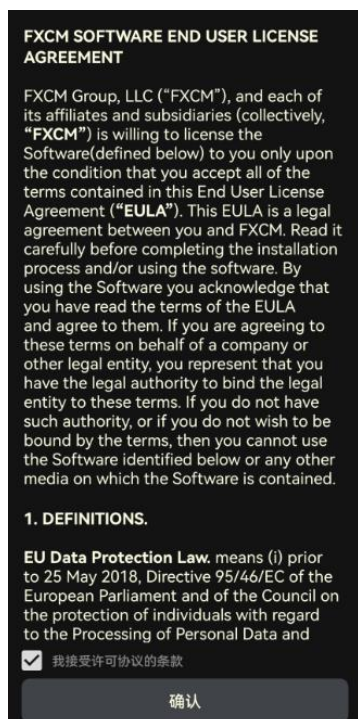 FXCM SOFTWARE END USER LICENSE
AGREEMENT
FXCM Group, LLC (“FXCM”), and each of
its affiliates and subsidiaries (collectively,
“FXCM”) is willing to license the
Software(defined below) to you only upon
the condition that you accept all of the
terms contained in this End User License
Agreement (“EULA”). This EULA is a legal
agreement between you and FXCM. Read it
carefully before completing the installation
process and/or using the software. By
using the Software you acknowledge that
you have read the terms of the EULA
and agree to them. If you are agreeing to
these terms on behalf of a company or
other legal entity, you represent that you
have the legal authority to bind the legal
entity to these terms. If you do not have
such authority, or if you do not wish to be
bound by the terms, then you cannot use
the Software identified below or any other
media on which the Software is contained.
1. DEFINITIONS.
EU Data Protection Law. means (i) prior
to 25 May 2018, Directive 95/46/EC of the
European Parliament and of the Council on
the protection of individuals with regard
to the Processing of Personal Data and
我接受许可协议的条款
确认